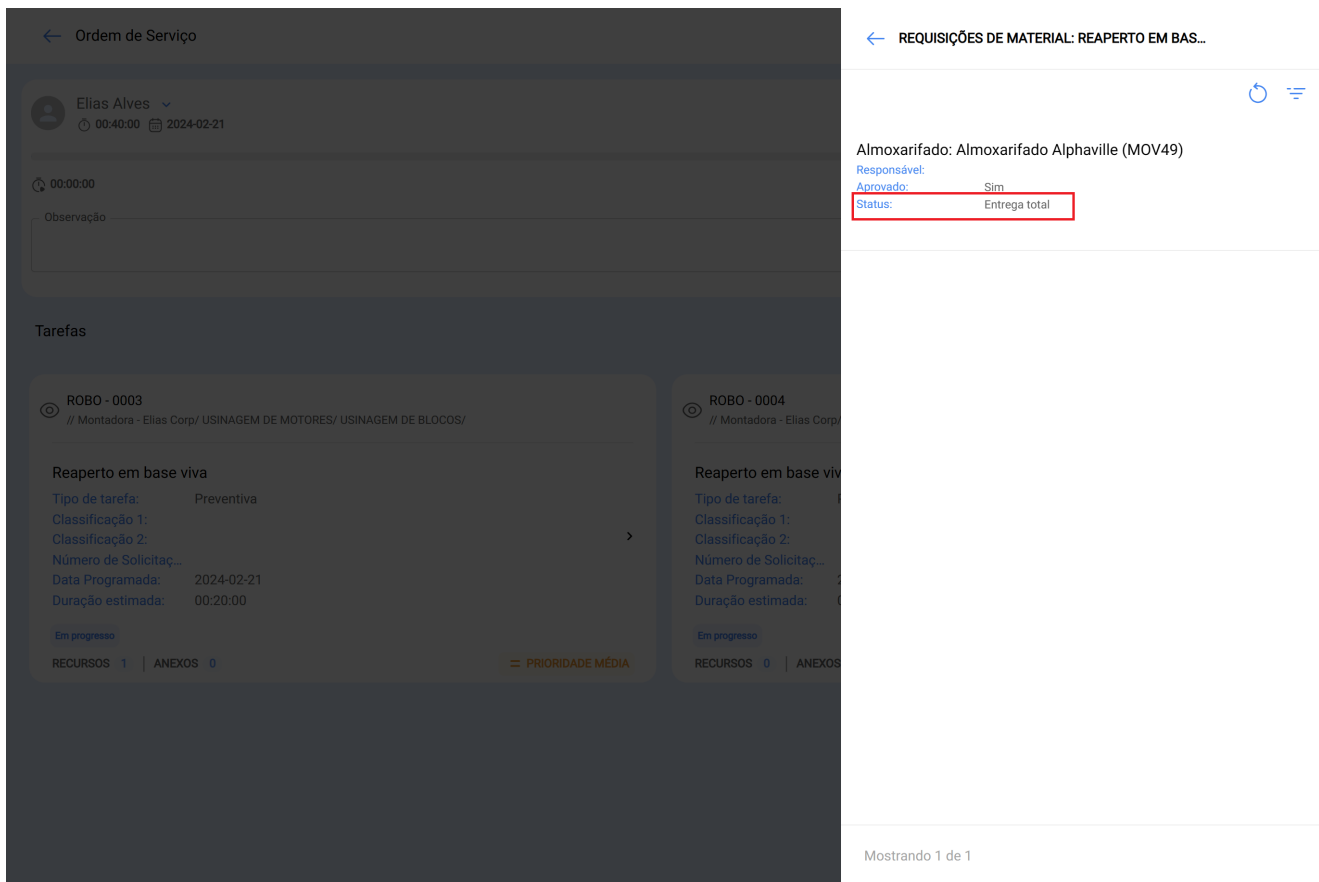 Ordem de Serviço
Elias Alves
00:40:00 2024-02-21
00:00:00
Observação
Tarefas
ROBO - 0003
// Montadora - Elias Corp/ USINAGEM DE MOTORES/ USINAGEM DE BLOCOS/
Reaperto em base viva
Tipo de tarefa: Preventiva
Classificação 1:
Classificação 2:
Número de Solicitaç...
Data Programada: 2024-02-21
Duração estimada: 00:20:00
Em progresso
RECURSOS 1 | ANEXOS 0 PRIORIDADE MÉDIA
ROBO - 0004
// Montadora - Elias Corp/
Reaperto em base viv
Tipo de tarefa:
Classificação 1:
Classificação 2:
Número de Solicitaç...
Data Programada:
Duração estimada:
Em progresso
RECURSOS 0 | ANEXOS
REQUISIÇÕES DE MATERIAL: REAPERTO EM BAS...
Almoxarifado: Almoxarifado Alphaville (MOV49)
Responsável:
Aprovado: Sim
Status: Entrega total
Mostrando 1 de 1